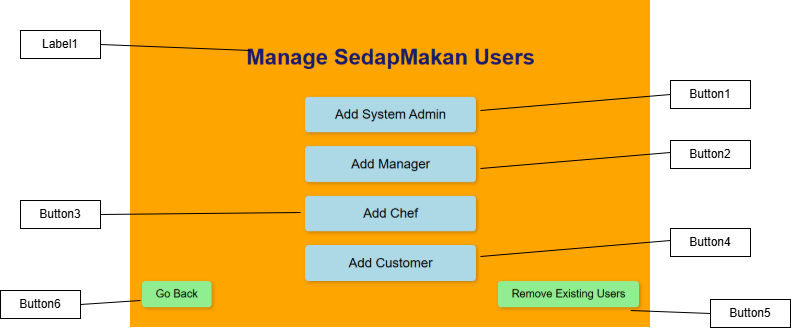 Label1
Manage SedapMakan Users
Button1
Add System Admin
Button2
Add Manager
Button3
Add Chef
Button4
Add Customer
Button6
Go Back
Remove Existing Users
Button5